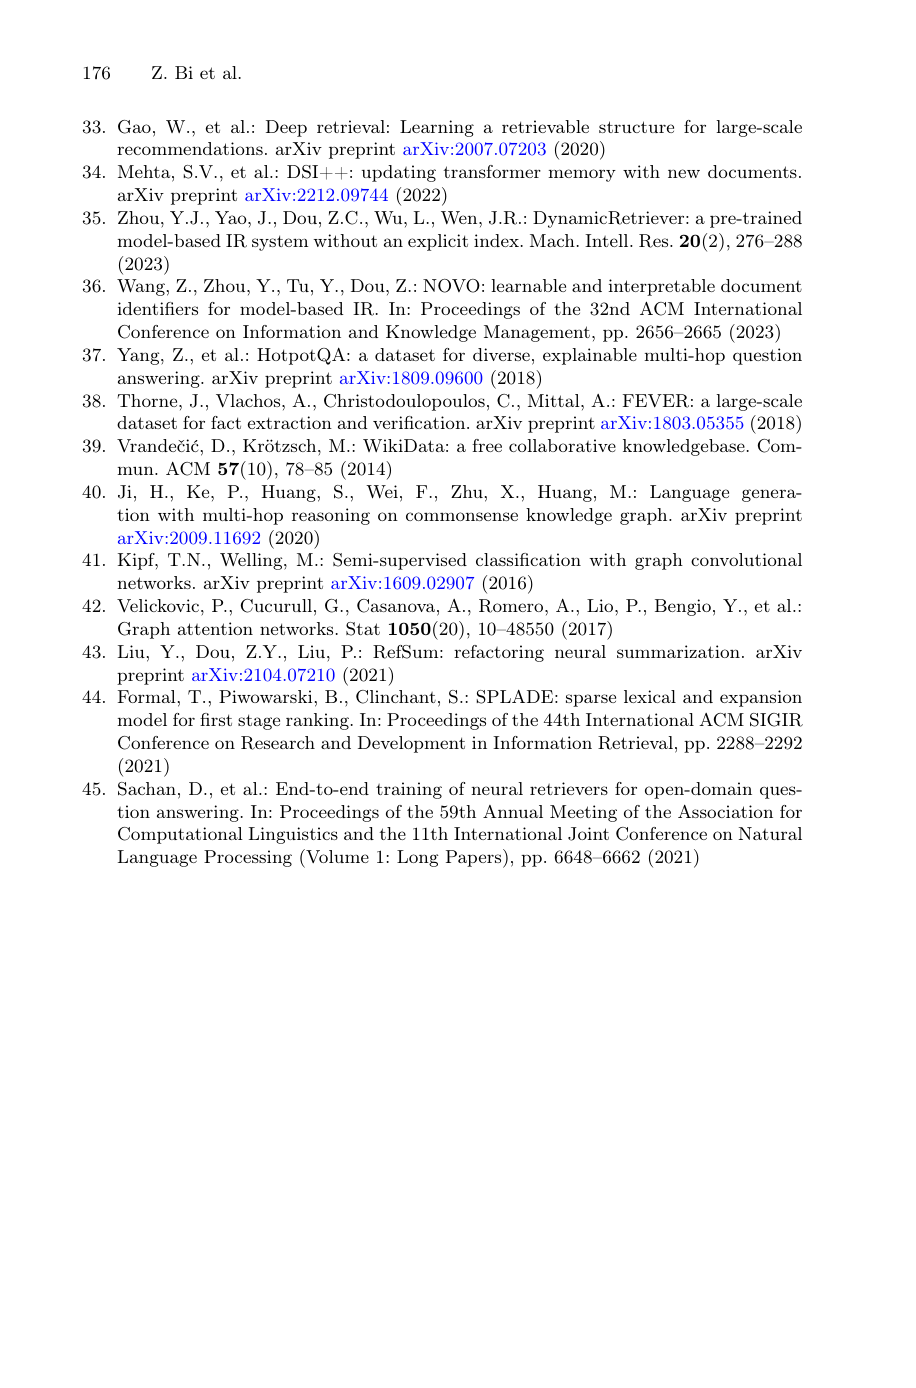 176 Z. Bi et al.
33. Gao, W., et al.: Deep retrieval: Learning a retrievable structure for large-scale
recommendations. arXiv preprint arXiv:2007.07203 (2020)
34. Mehta, S.V., et al.: DSI++: updating transformer memory with new documents.
arXiv preprint arXiv:2212.09744 (2022)
35. Zhou, Y.J., Yao, J., Dou, Z.C., Wu, L., Wen, J.R.: DynamicRetriever: a pre-trained
model-based IR system without an explicit index. Mach. Intell. Res. 20(2), 276–288
(2023)
36. Wang, Z., Zhou, Y., Tu, Y., Dou, Z.: NOVO: learnable and interpretable document
identifiers for model-based IR. In: Proceedings of the 32nd ACM International
Conference on Information and Knowledge Management, pp. 2656–2665 (2023)
37. Yang, Z., et al.: HotpotQA: a dataset for diverse, explainable multi-hop question
answering. arXiv preprint arXiv:1809.09600 (2018)
38. Thorne, J., Vlachos, A., Christodoulopoulos, C., Mittal, A.: FEVER: a large-scale
dataset for fact extraction and verification. arXiv preprint arXiv:1803.05355 (2018)
39. Vrandečić, D., Krötzsch, M.: WikiData: a free collaborative knowledgebase. Com-
mun. ACM 57(10), 78–85 (2014)
40. Ji, H., Ke, P., Huang, S., Wei, F., Zhu, X., Huang, M.: Language genera-
tion with multi-hop reasoning on commonsense knowledge graph. arXiv preprint
arXiv:2009.11692 (2020)
41. Kipf, T.N., Welling, M.: Semi-supervised classification with graph convolutional
networks. arXiv preprint arXiv:1609.02907 (2016)
42. Velickovic, P., Cucurull, G., Casanova, A., Romero, A., Lio, P., Bengio, Y., et al.:
Graph attention networks. Stat 1050(20), 10–48550 (2017)
43. Liu, Y., Dou, Z.Y., Liu, P.: RefSum: refactoring neural summarization. arXiv
preprint arXiv:2104.07210 (2021)
44. Formal, T., Piwowarski, B., Clinchant, S.: SPLADE: sparse lexical and expansion
model for first stage ranking. In: Proceedings of the 44th International ACM SIGIR
Conference on Research and Development in Information Retrieval, pp. 2288–2292
(2021)
45. Sachan, D., et al.: End-to-end training of neural retrievers for open-domain ques-
tion answering. In: Proceedings of the 59th Annual Meeting of the Association for
Computational Linguistics and the 11th International Joint Conference on Natural
Language Processing (Volume 1: Long Papers), pp. 6648–6662 (2021)